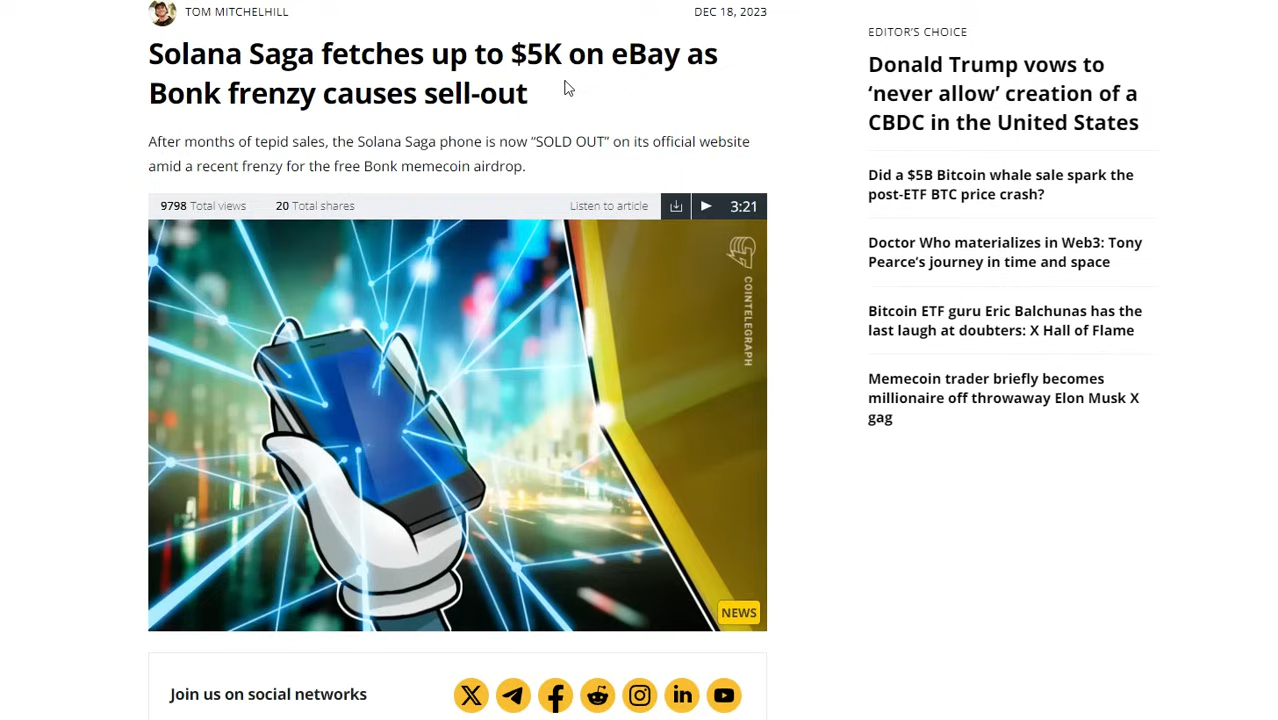 TOM MITCHELHILL
DEC 18, 2023
Solana Saga fetches up to $5K on eBay as
Bonk frenzy causes sell-out
After months of tepid sales, the Solana Saga phone is now “SOLD OUT” on its official website
amid a recent frenzy for the free Bonk memecoin airdrop.
9798 Total views
20 Total shares
Listen to article
3:21
COINTELEGRAPH
NEWS
Join us on social networks
EDITOR’S CHOICE
Donald Trump vows to
‘never allow’ creation of a
CBDC in the United States
Did a $5B Bitcoin whale sale spark the
post-ETF BTC price crash?
Doctor Who materializes in Web3: Tony
Pearce’s journey in time and space
Bitcoin ETF guru Eric Balchunas has the
last laugh at doubters: X Hall of Flame
Memecoin trader briefly becomes
millionaire off throwaway Elon Musk X
gag